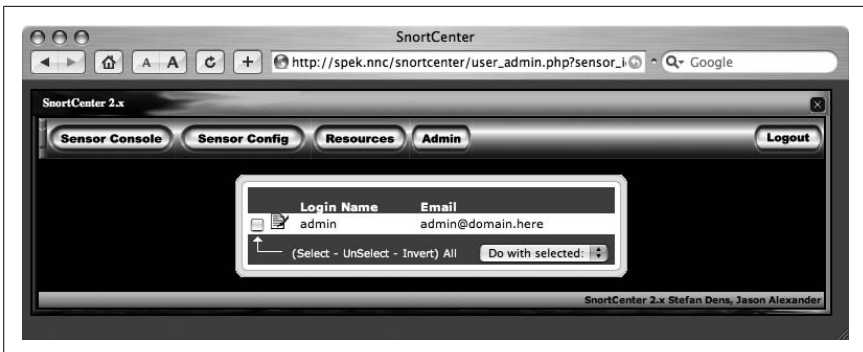 SnortCenter
A A
http://spek.nnc/snortcenter/user_admin.php?sensor_i
Google
SnortCenter 2.x
Sensor Console Sensor Config Resources Admin Logout
Login Name Email
admin admin@domain.here
(Select - UnSelect - Invert) All Do with selected:
SnortCenter 2.x Stefan Dens, Jason Alexander